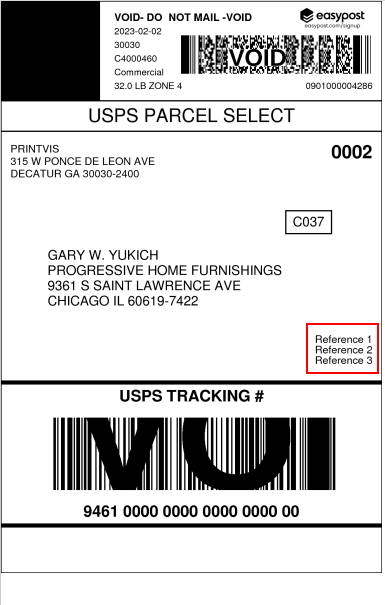 VOID- DO NOT MAIL -VOID
easypost
easypost.com/signup
2023-02-02
30030
C4000460
Commercial
32.0 LB ZONE 4
VOID
0901000004286
USPS PARCEL SELECT
PRINTVIS
315 W PONCE DE LEON AVE
DECATUR GA 30030-2400
0002
C037
GARY W. YUKICH
PROGRESSIVE HOME FURNISHINGS
9361 S SAINT LAWRENCE AVE
CHICAGO IL 60619-7422
Reference 1
Reference 2
Reference 3
USPS TRACKING #
VOI
9461 0000 0000 0000 0000 00